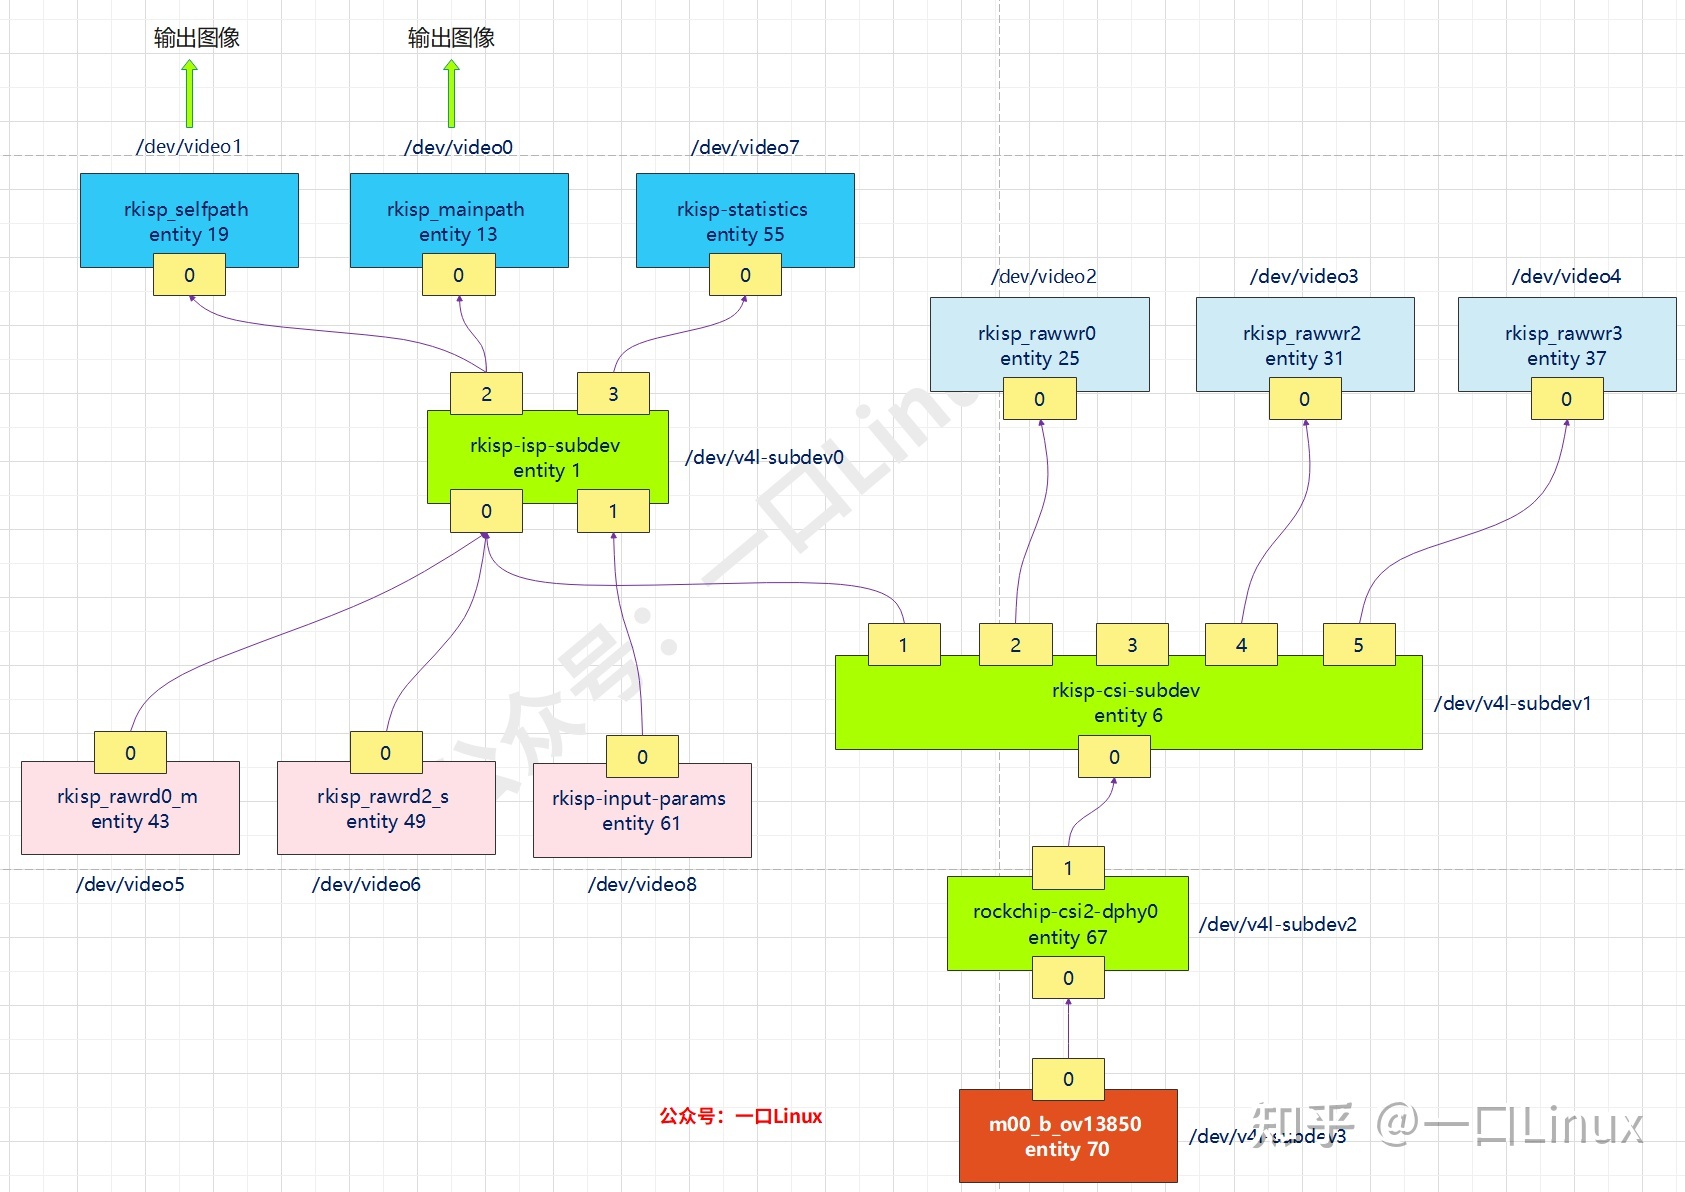 输出图像
输出图像
/dev/video1
/dev/video0
/dev/video7
rkisp_selfpath
entity 19
0
rkisp_mainpath
entity 13
0
rkisp-statistics
entity 55
0
/dev/video2
/dev/video3
/dev/video4
rkisp_rawwr0
entity 25
0
rkisp_rawwr2
entity 31
0
rkisp_rawwr3
entity 37
0
2
3
rkisp-isp-subdev
entity 1
/dev/v4l-subdev0
0
1
公众号：一口Linux
1
2
3
4
5
rkisp-csi-subdev
entity 6
/dev/v4l-subdev1
0
0
rkisp_rawrd0_m
entity 43
/dev/video5
0
rkisp_rawrd2_s
entity 49
/dev/video6
0
rkisp-input-params
entity 61
/dev/video8
1
rockchip-csi2-dphy0
entity 67
/dev/v4l-subdev2
0
0
m00_b_ov13850
entity 70
/dev/v4l-subdev3
公众号：一口Linux
知乎 @一口Linux